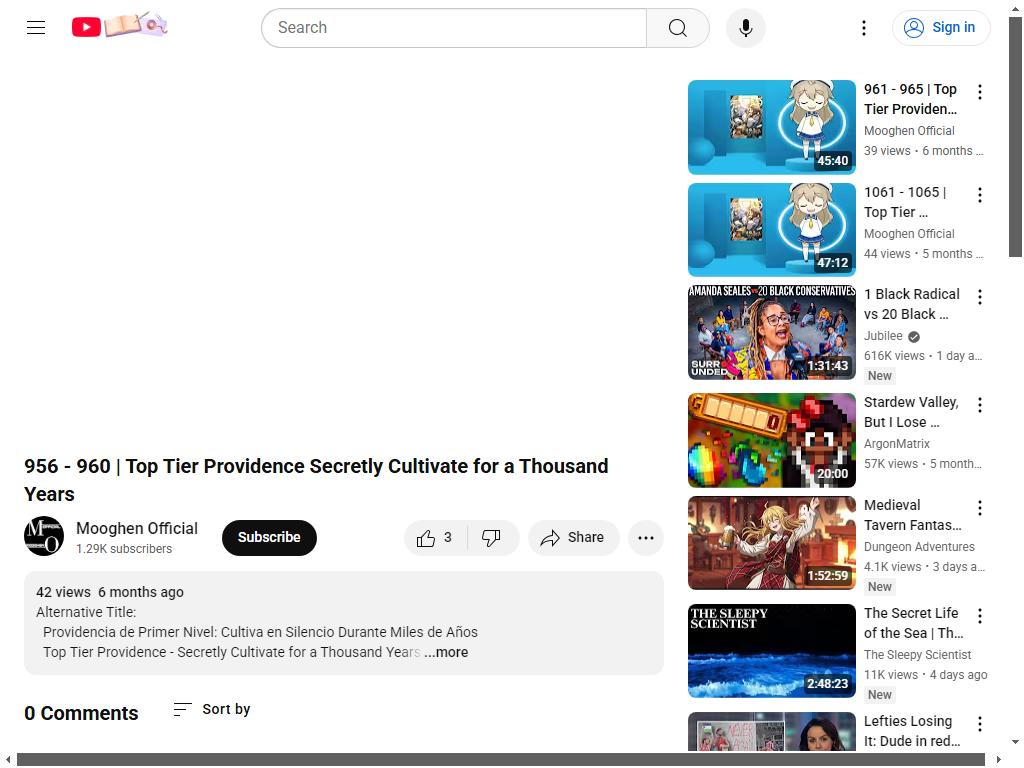 Search
Sign in
956 - 960 | Top Tier Providence Secretly Cultivate for a Thousand
Years
Mooghen Official
1.29K subscribers
Subscribe
3
Share
42 views 6 months ago
Alternative Title:
Providencia de Primer Nivel: Cultiva en Silencio Durante Miles de Años
Top Tier Providence - Secretly Cultivate for a Thousand Years ...more
0 Comments
Sort by
45:40
961 - 965 | Top
Tier Providen...
Mooghen Official
39 views • 6 months ...
47:12
1061 - 1065 |
Top Tier ...
Mooghen Official
44 views • 5 months ...
AMANDA SEALES vs 20 BLACK CONSERVATIVES
SURR
UNDED
1:31:43
1 Black Radical
vs 20 Black ...
Jubilee
616K views • 1 day a...
New
20:00
Stardew Valley,
But I Lose ...
ArgonMatrix
57K views • 5 month...
1:52:59
Medieval
Tavern Fantas...
Dungeon Adventures
4.1K views • 3 days a...
New
THE SLEEPY
SCIENTIST
2:48:23
The Secret Life
of the Sea | Th...
The Sleepy Scientist
11K views • 4 days ago
New
NEVER
Lefties Losing
It: Dude in red...